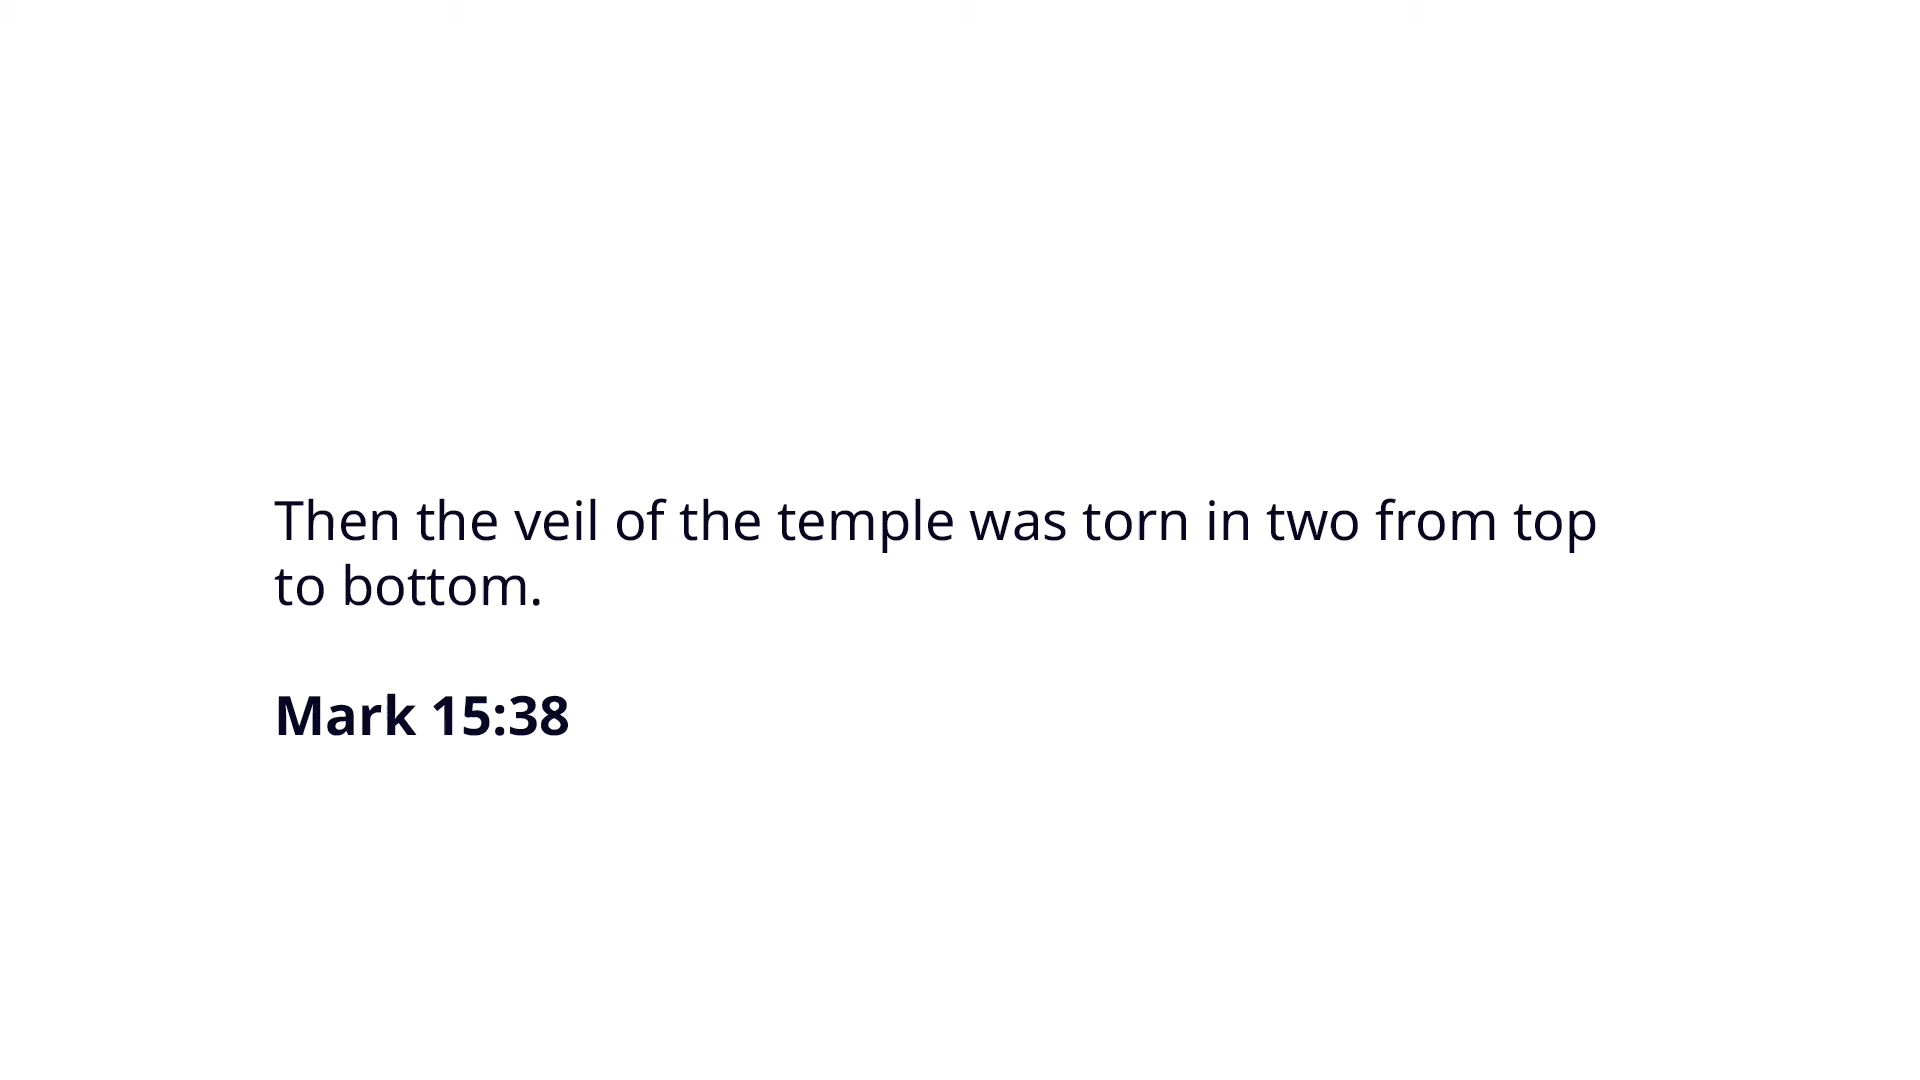 Then the veil of the temple was torn in two from top
to bottom.
Mark 15:38